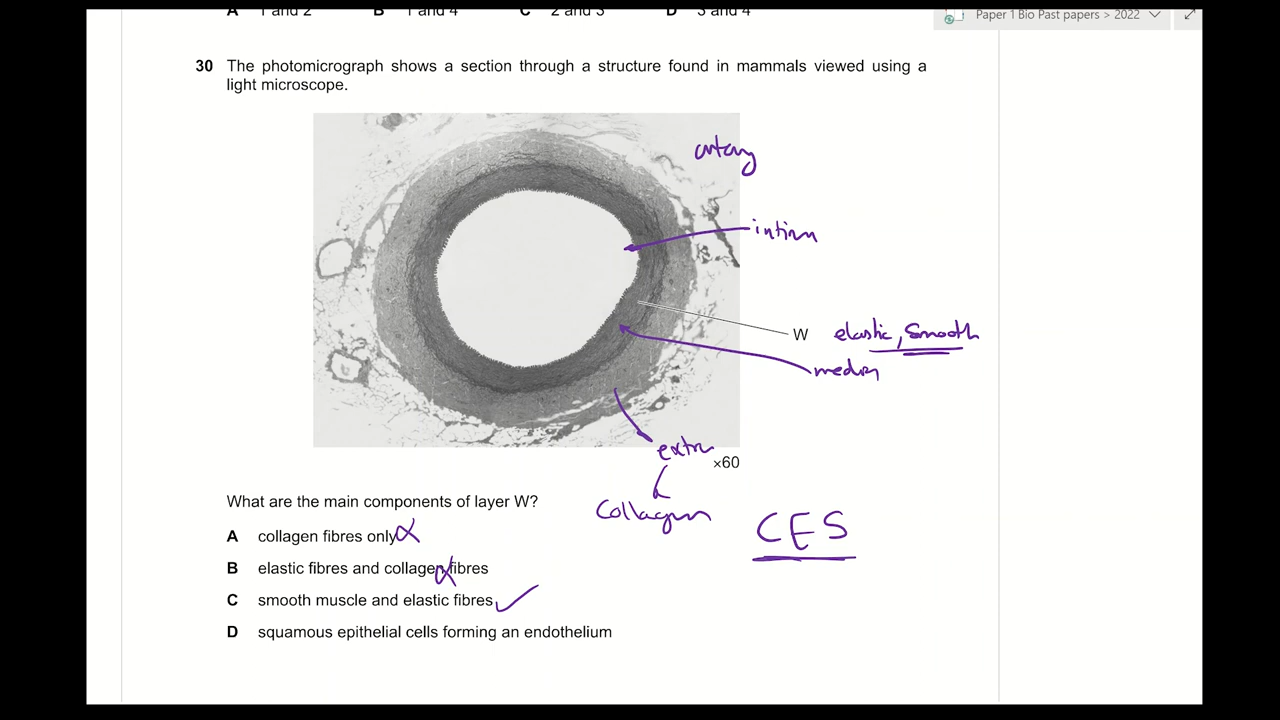 A 1 and 2 B 1 and 4 C 2 and 3 D 3 and 4
Paper 1 Bio Past papers > 2022
30 The photomicrograph shows a section through a structure found in mammals viewed using a
light microscope.
artery
intima
W elastic, smooth
media
extra
×60
collagen
CES
What are the main components of layer W?
A collagen fibres only
B elastic fibres and collagen fibres
C smooth muscle and elastic fibres
D squamous epithelial cells forming an endothelium